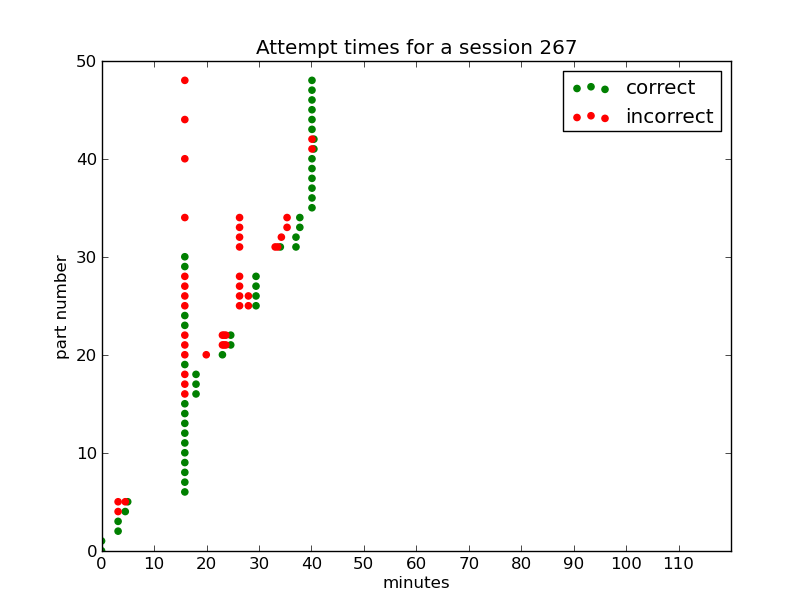 Attempt times for a session 267
correct
incorrect
50
40
30
20
10
0
part number
0 10 20 30 40 50 60 70 80 90 100 110
minutes